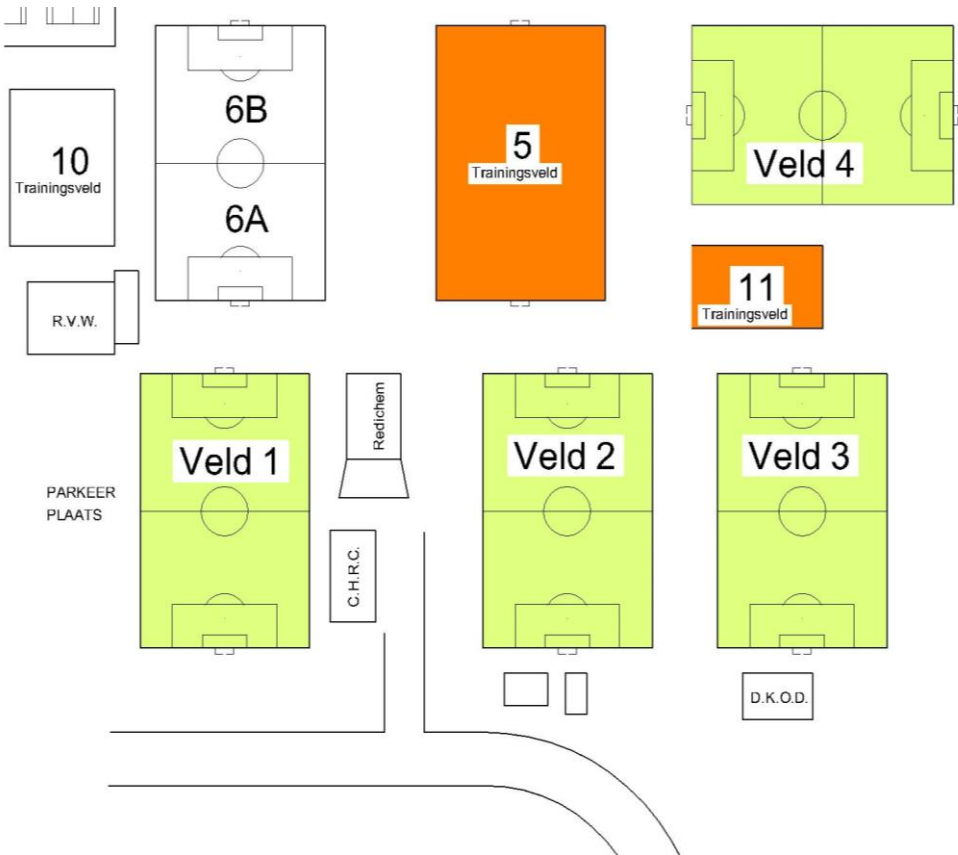 6B
6A
10
Trainingsveld
5
Trainingsveld
Veld 4
11
Trainingsveld
R.V.W.
Veld 1
Redichem
Veld 2
Veld 3
PARKEER
PLAATS
C.H.R.C.
D.K.O.D.